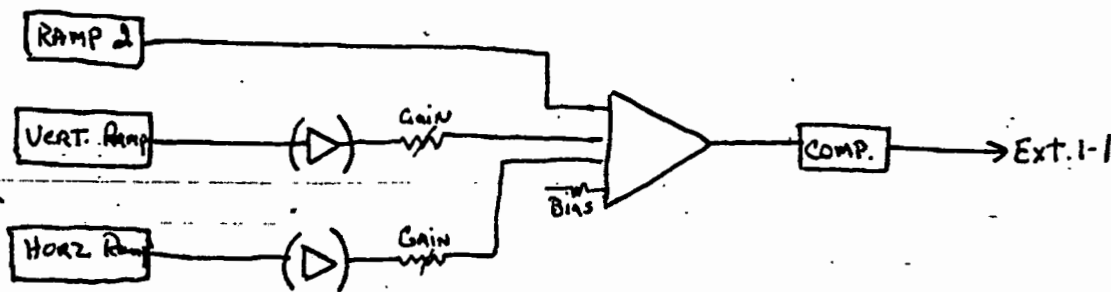 RAMP 2
GAIN
VERT. RAMP
COMP.
Ext. 1-1
BIAS
GAIN
HORZ Ramp